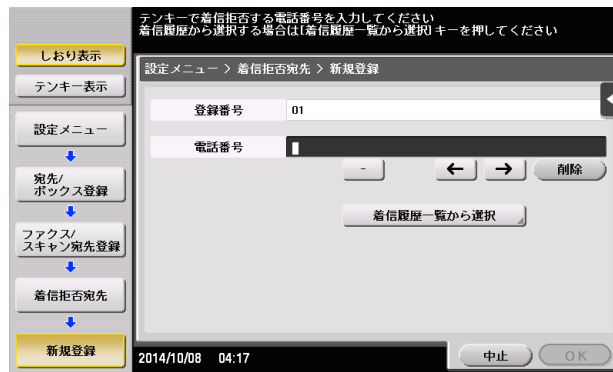 テンキーで着信拒否する電話番号を入力してください
着信履歴から選択する場合は[着信履歴一覧から選択]キーを押してください
しおり表示
テンキー表示
設定メニュー > 着信拒否宛先 > 新規登録
登録番号 01
電話番号
- ← → 削除
着信履歴一覧から選択
設定メニュー
宛先/
ボックス登録
ファクス/
スキャン宛先登録
着信拒否宛先
新規登録
2014/10/08 04:17
中止 OK